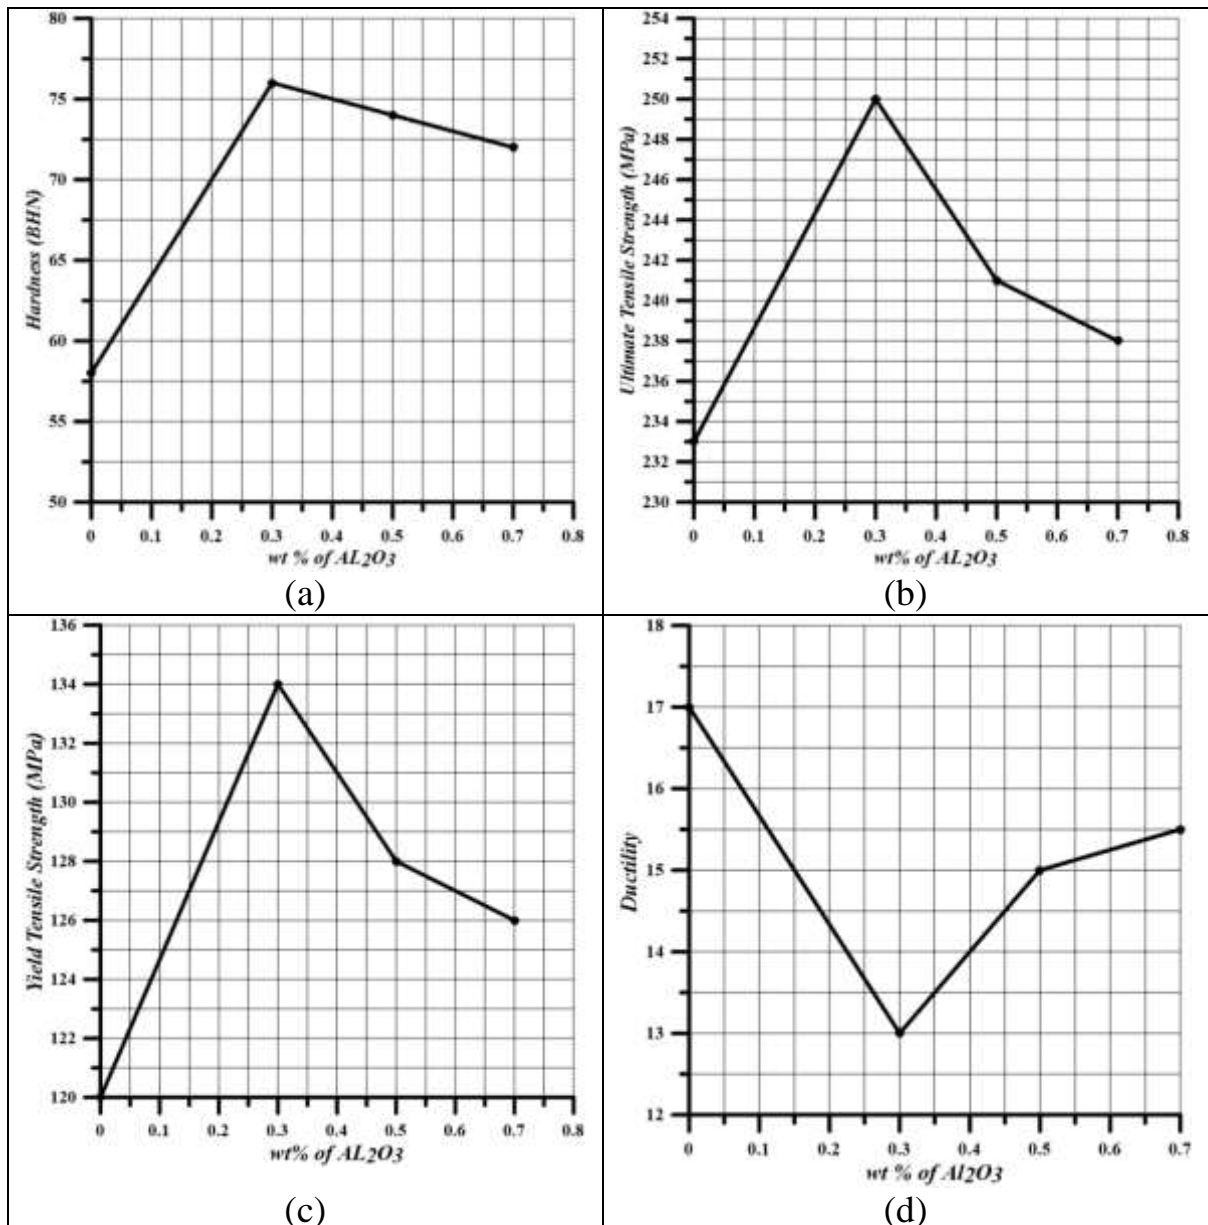 80
75
70
65
60
55
50
Hardness (BHN)
0 0.1 0.2 0.3 0.4 0.5 0.6 0.7 0.8
wt % of AL2O3
(a)
254
252
250
248
246
244
242
240
238
236
234
232
230
Ultimate Tensile Strength (MPa)
0 0.1 0.2 0.3 0.4 0.5 0.6 0.7 0.8
wt% of AL2O3
(b)
136
134
132
130
128
126
124
122
120
Yield Tensile Strength (MPa)
0 0.1 0.2 0.3 0.4 0.5 0.6 0.7 0.8
wt% of AL2O3
(c)
18
17
16
15
14
13
12
Ductility
0 0.1 0.2 0.3 0.4 0.5 0.6 0.7
wt % of Al2O3
(d)